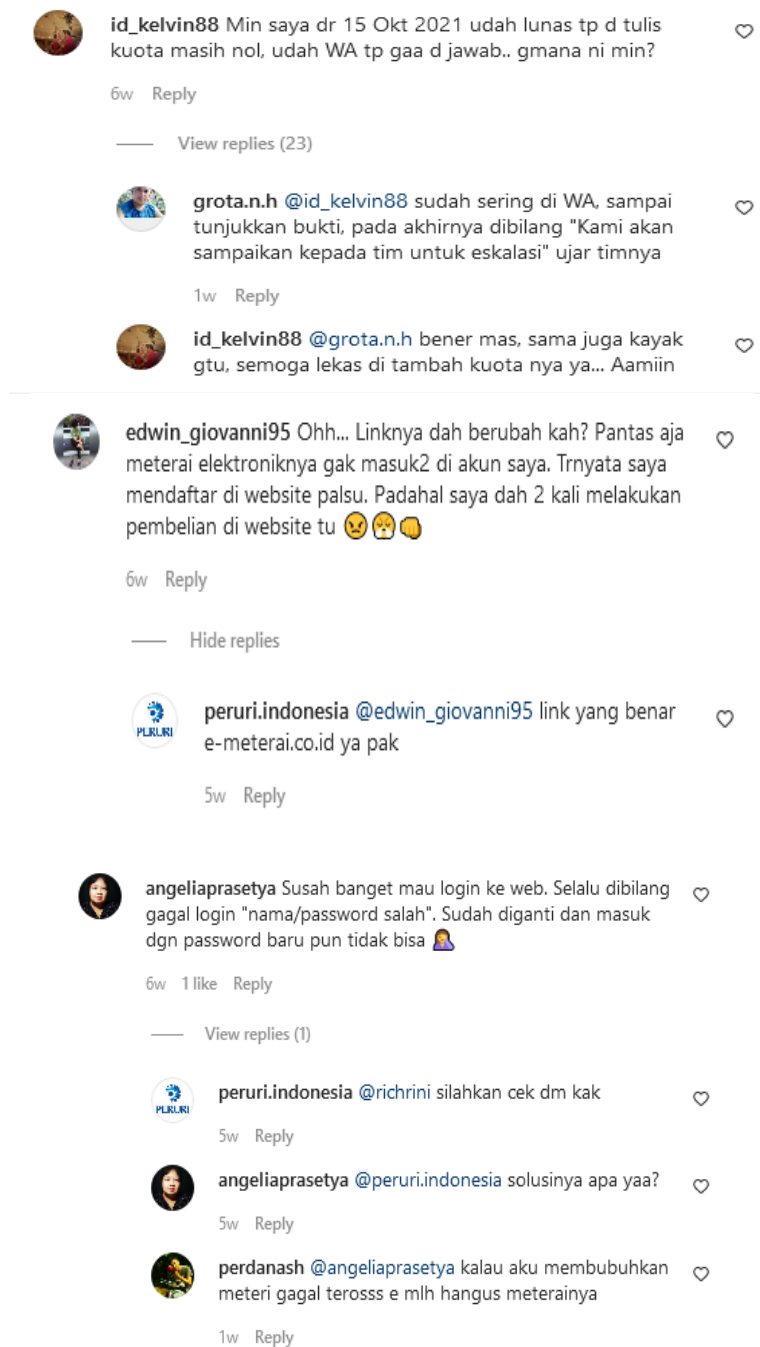 id_kelvin88 Min saya dr 15 Okt 2021 udah lunas tp d tulis
kuota masih nol, udah WA tp gaa d jawab.. gmana ni min?
6w Reply
View replies (23)
grota.n.h @id_kelvin88 sudah sering di WA, sampai
tunjukkan bukti, pada akhirnya dibilang "Kami akan
sampaikan kepada tim untuk eskalasi" ujar timnya
1w Reply
id_kelvin88 @grota.n.h bener mas, sama juga kayak
gtu, semoga lekas di tambah kuota nya ya... Aamiin
edwin_giovanni95 Ohh... Linknya dah berubah kah? Pantas aja
meterai elektroniknya gak masuk2 di akun saya. Trnyata saya
mendaftar di website palsu. Padahal saya dah 2 kali melakukan
pembelian di website tu 😠😤👊
6w Reply
Hide replies
PERURI
peruri.indonesia @edwin_giovanni95 link yang benar
e-meterai.co.id ya pak
5w Reply
angeliaprasetya Susah banget mau login ke web. Selalu dibilang
gagal login "nama/password salah". Sudah diganti dan masuk
dgn password baru pun tidak bisa 🤦‍♀️
6w 1 like Reply
View replies (1)
PERURI
peruri.indonesia @richrini silahkan cek dm kak
5w Reply
angeliaprasetya @peruri.indonesia solusinya apa yaa?
5w Reply
perdanash @angeliaprasetya kalau aku membubuhkan
meteri gagal terosss e mlh hangus meterainya
1w Reply